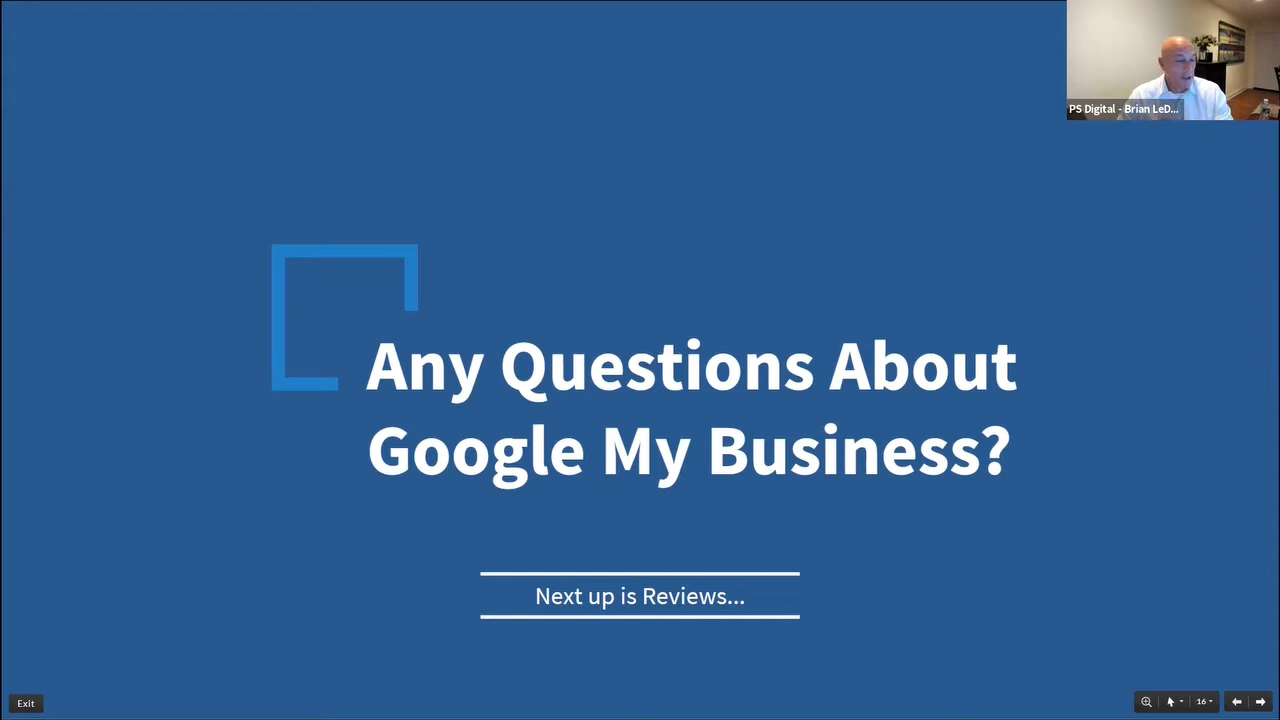 PS Digital - Brian LeD...
Any Questions About
Google My Business?
Next up is Reviews...
Exit
16